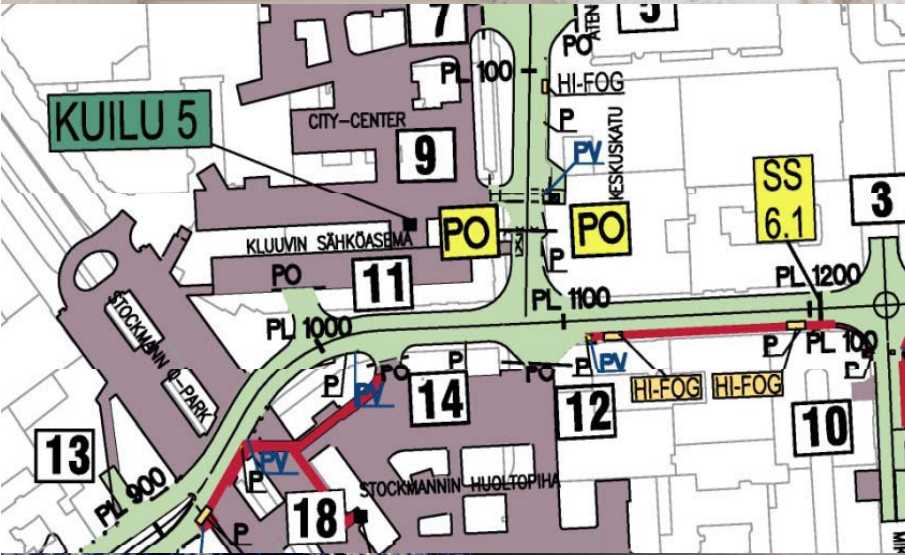 7
5
ATEN
PO
PL 100
HI-FOG
KUILU 5
CITY-CENTER
P
KESKUSKATU
9
PV
SS
6.1
3
PO
PO
KLUUVIN SÄHKÖASEMA
P
PO
11
PL 1200
PL 1100
PL 1000
STOCKMANN Q-PARK
P
PL 100
P
P
PO
PO
P
PV
P
PV
14
HI-FOG
HI-FOG
12
10
13
PV
P
STOCKMANNIN HUOLTOPIHA
PL 900
18
P